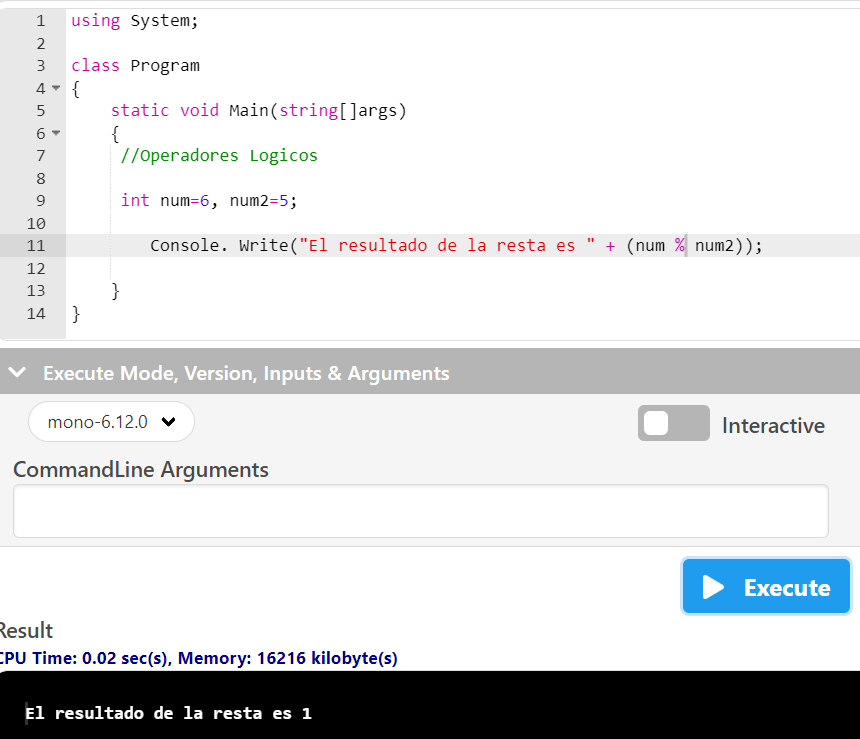 1 using System;
2
3 class Program
4 {
5 static void Main(string[]args)
6 {
7 //Operadores Logicos
8
9 int num=6, num2=5;
10
11 Console. Write("El resultado de la resta es " + (num % num2));
12
13 }
14 }
Execute Mode, Version, Inputs & Arguments
mono-6.12.0
Interactive
CommandLine Arguments
Execute
Result
CPU Time: 0.02 sec(s), Memory: 16216 kilobyte(s)
El resultado de la resta es 1